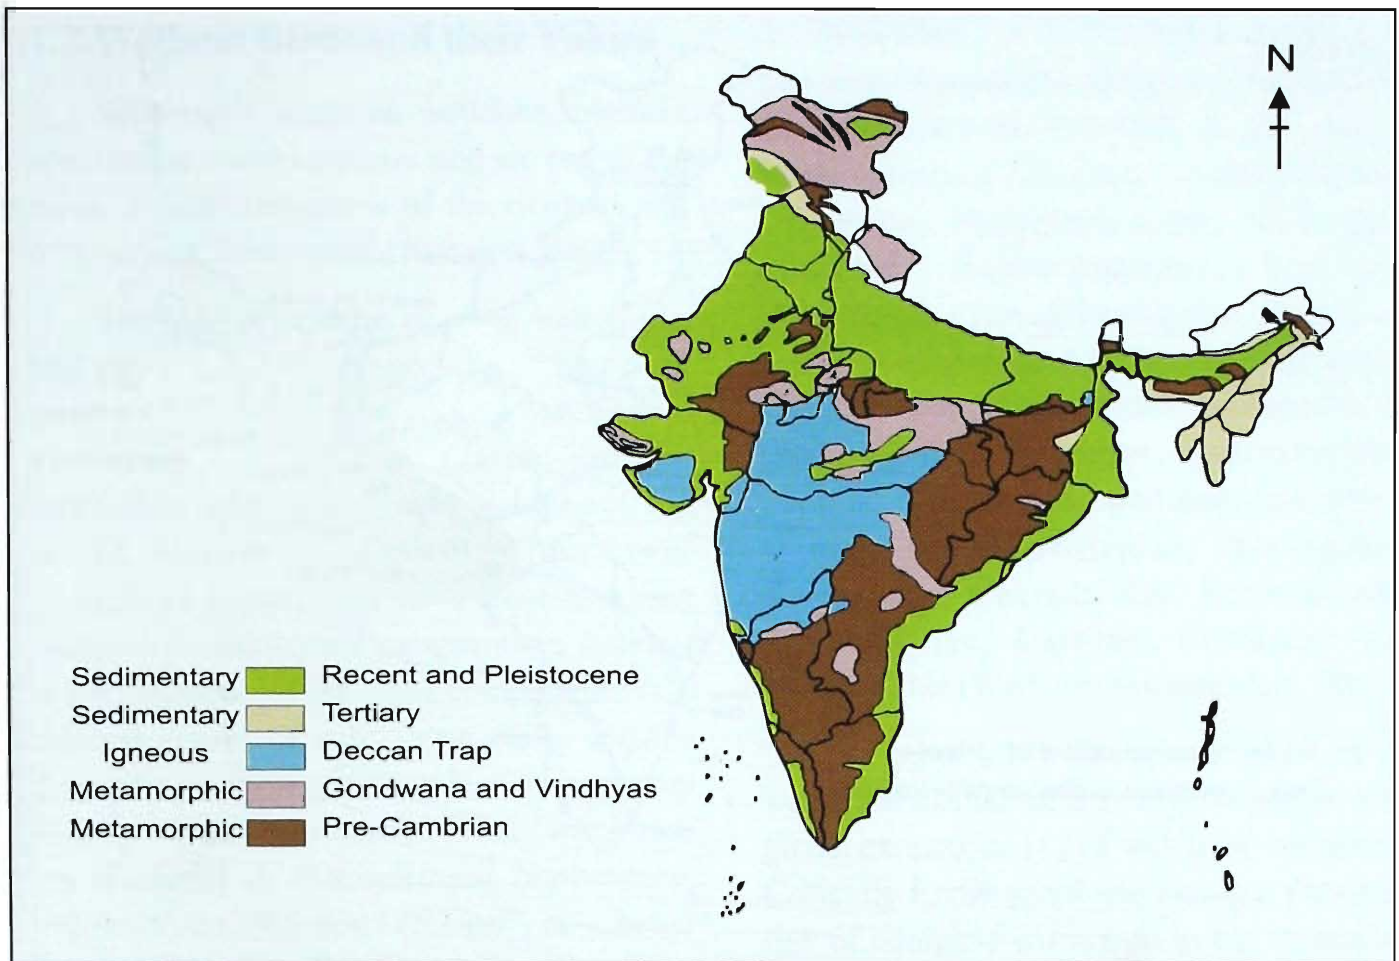 N
Sedimentary Recent and Pleistocene
Sedimentary Tertiary
Igneous Deccan Trap
Metamorphic Gondwana and Vindhyas
Metamorphic Pre-Cambrian